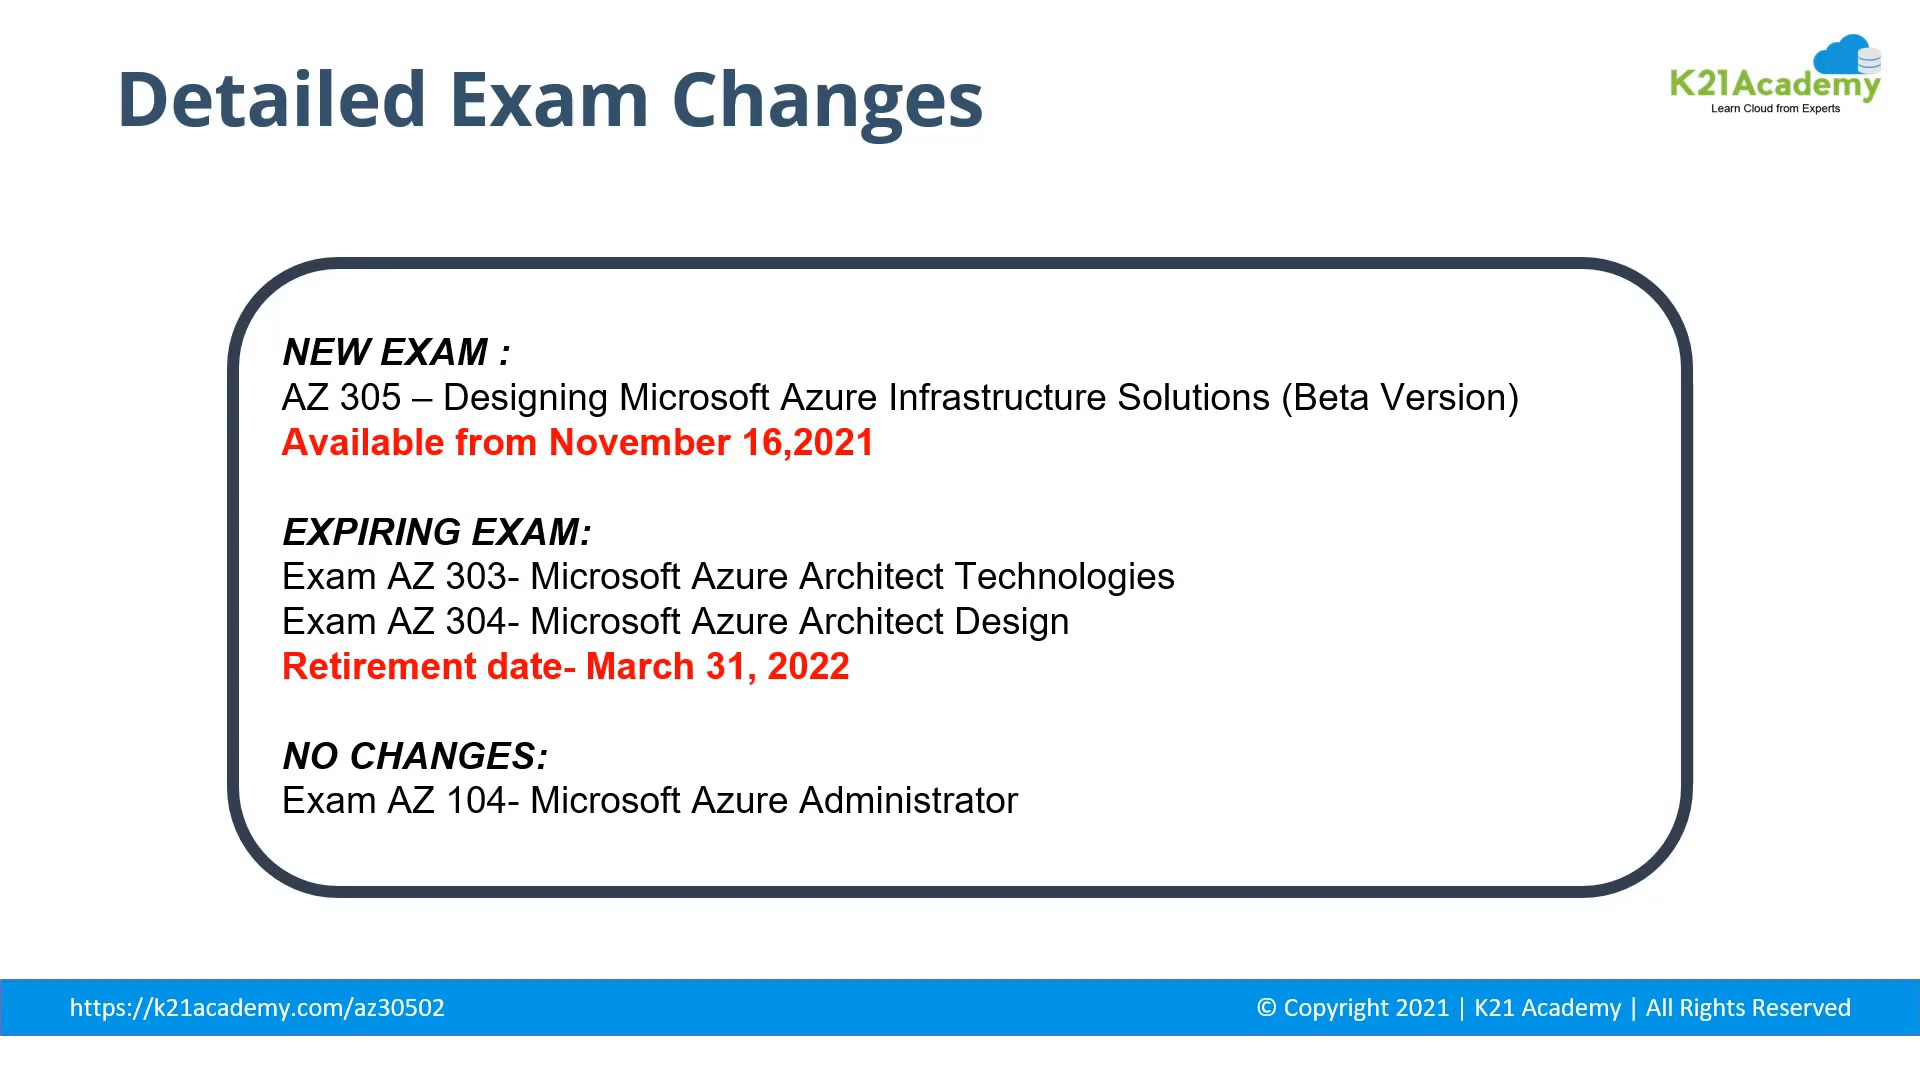 Detailed Exam Changes
K21Academy
Learn Cloud from Experts
NEW EXAM :
AZ 305 – Designing Microsoft Azure Infrastructure Solutions (Beta Version)
Available from November 16,2021
EXPIRING EXAM:
Exam AZ 303- Microsoft Azure Architect Technologies
Exam AZ 304- Microsoft Azure Architect Design
Retirement date- March 31, 2022
NO CHANGES:
Exam AZ 104- Microsoft Azure Administrator
https://k21academy.com/az30502
© Copyright 2021 | K21 Academy | All Rights Reserved